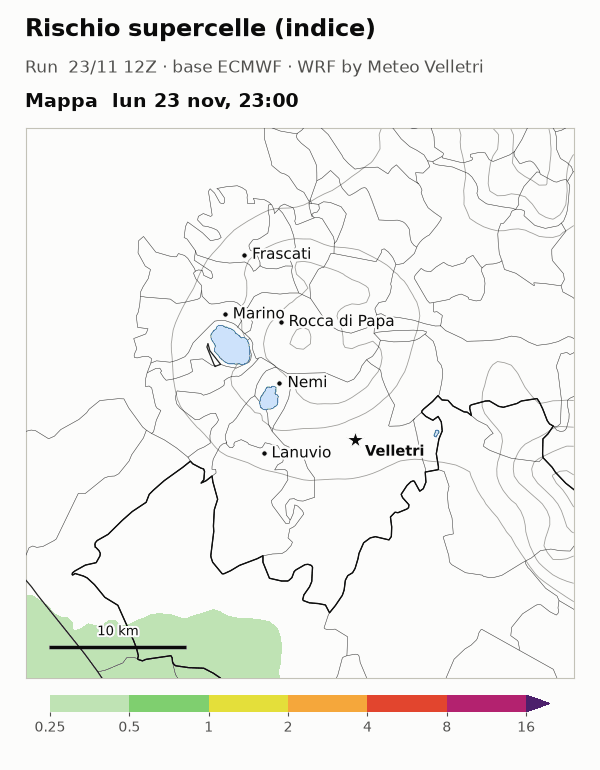 Rischio supercelle (indice)
Run  23/11 12Z · base ECMWF · WRF by Meteo Velletri
Mappa  lun 23 nov, 23:00
Frascati
Marino
Rocca di Papa
Nemi
Velletri
Lanuvio
10 km
0.25 0.5 1 2 4 8 16